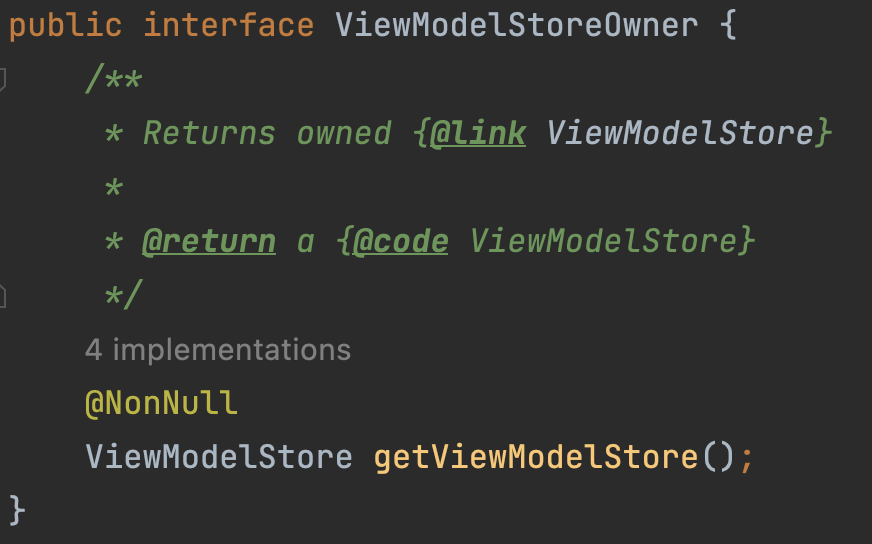 public interface ViewModelStoreOwner {
/**
* Returns owned {@link ViewModelStore}
*
* @return a {@code ViewModelStore}
*/
4 implementations
@NonNull
ViewModelStore getViewModelStore();
}